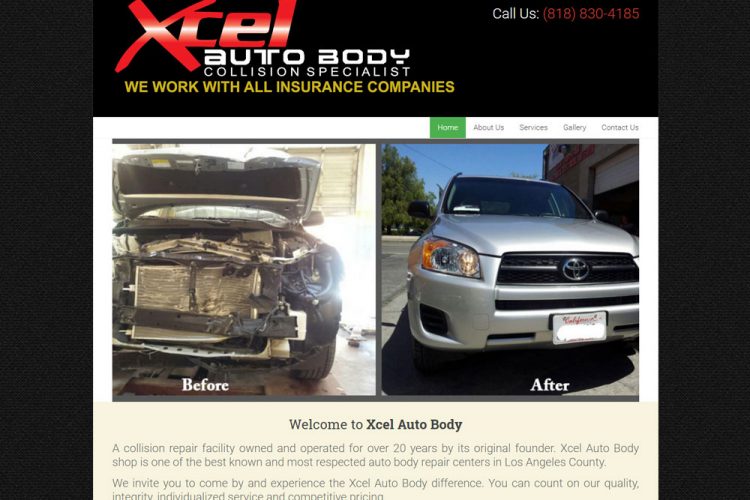 Xcel
AUTO BODY
COLLISION SPECIALIST
WE WORK WITH ALL INSURANCE COMPANIES
Call Us: (818) 830-4185
Home About Us Services Gallery Contact Us
California
Before
After
Welcome to Xcel Auto Body
A collision repair facility owned and operated for over 20 years by its original founder. Xcel Auto Body
shop is one of the best known and most respected auto body repair centers in Los Angeles County.
We invite you to come by and experience the Xcel Auto Body difference. You can count on our quality,
integrity, individualized service and competitive pricing